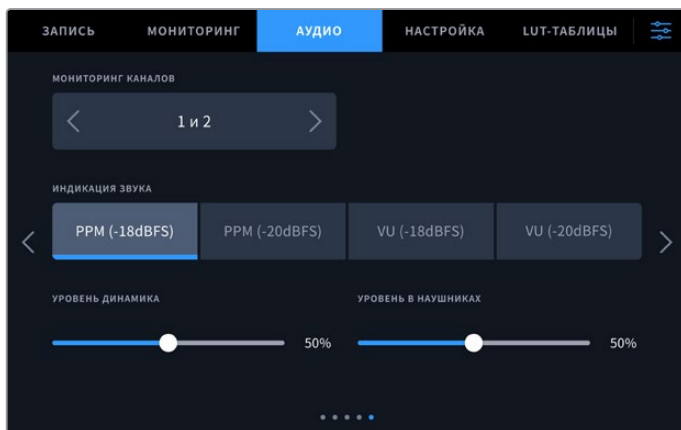 ЗАПИСЬ МОНИТОРИНГ АУДИО НАСТРОЙКА LUT-ТАБЛИЦЫ
МОНИТОРИНГ КАНАЛОВ
1 и 2
ИНДИКАЦИЯ ЗВУКА
PPM (-18dBFS) PPM (-20dBFS) VU (-18dBFS) VU (-20dBFS)
УРОВЕНЬ ДИНАМИКА УРОВЕНЬ В НАУШНИКАХ
50% 50%